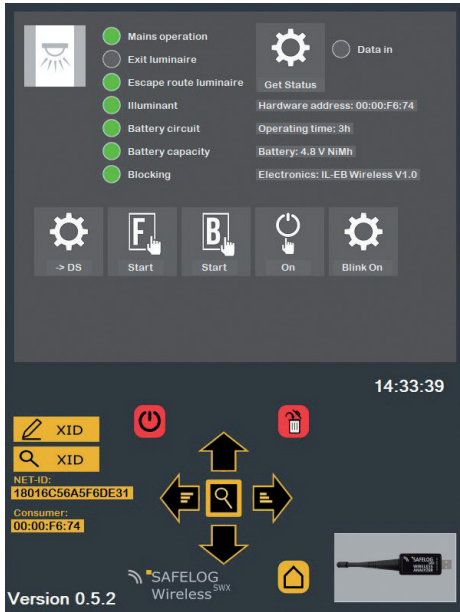 Mains operation
Exit luminaire
Escape route luminaire
Illuminant
Battery circuit
Battery capacity
Blocking
Get Status
Data in
Hardware address: 00:00:F6:74
Operating time: 3h
Battery: 4.8 V NiMh
Electronics: IL-EB Wireless V1.0
F
B
-> DS
Start
Start
On
Blink On
14:33:39
XID
XID
NET-ID:
18016C56A5F6DE31
Consumer:
00:00:F6:74
SAFELOG
Wireless SWX
Version 0.5.2
SAFELOG
WIRELESS
ANALYSER